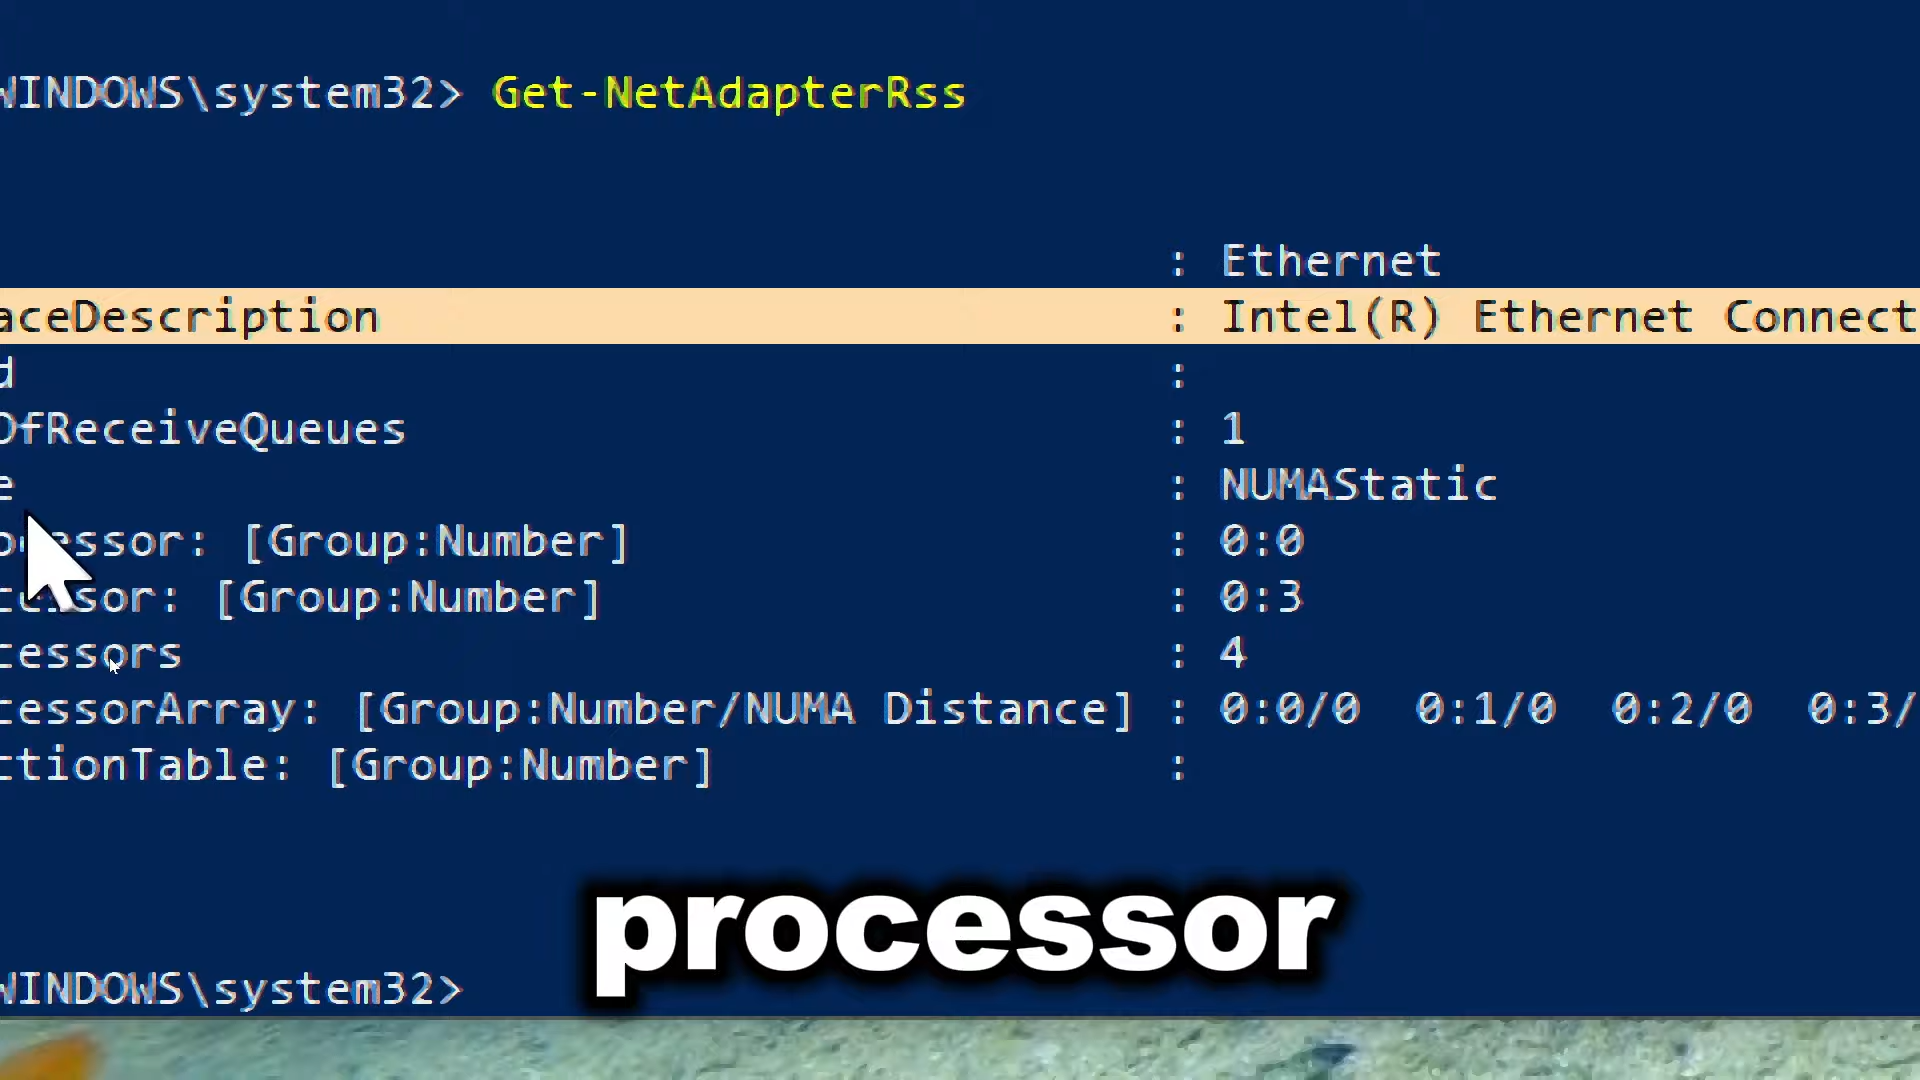 WINDOWS\system32> Get-NetAdapterRss
: Ethernet
aceDescription : Intel(R) Ethernet Connect
d :
OfReceiveQueues : 1
e : NUMAStatic
ocessor: [Group:Number] : 0:0
cessor: [Group:Number] : 0:3
cessors : 4
cessorArray: [Group:Number/NUMA Distance] : 0:0/0 0:1/0 0:2/0 0:3/
ctionTable: [Group:Number] :
processor
WINDOWS\system32>